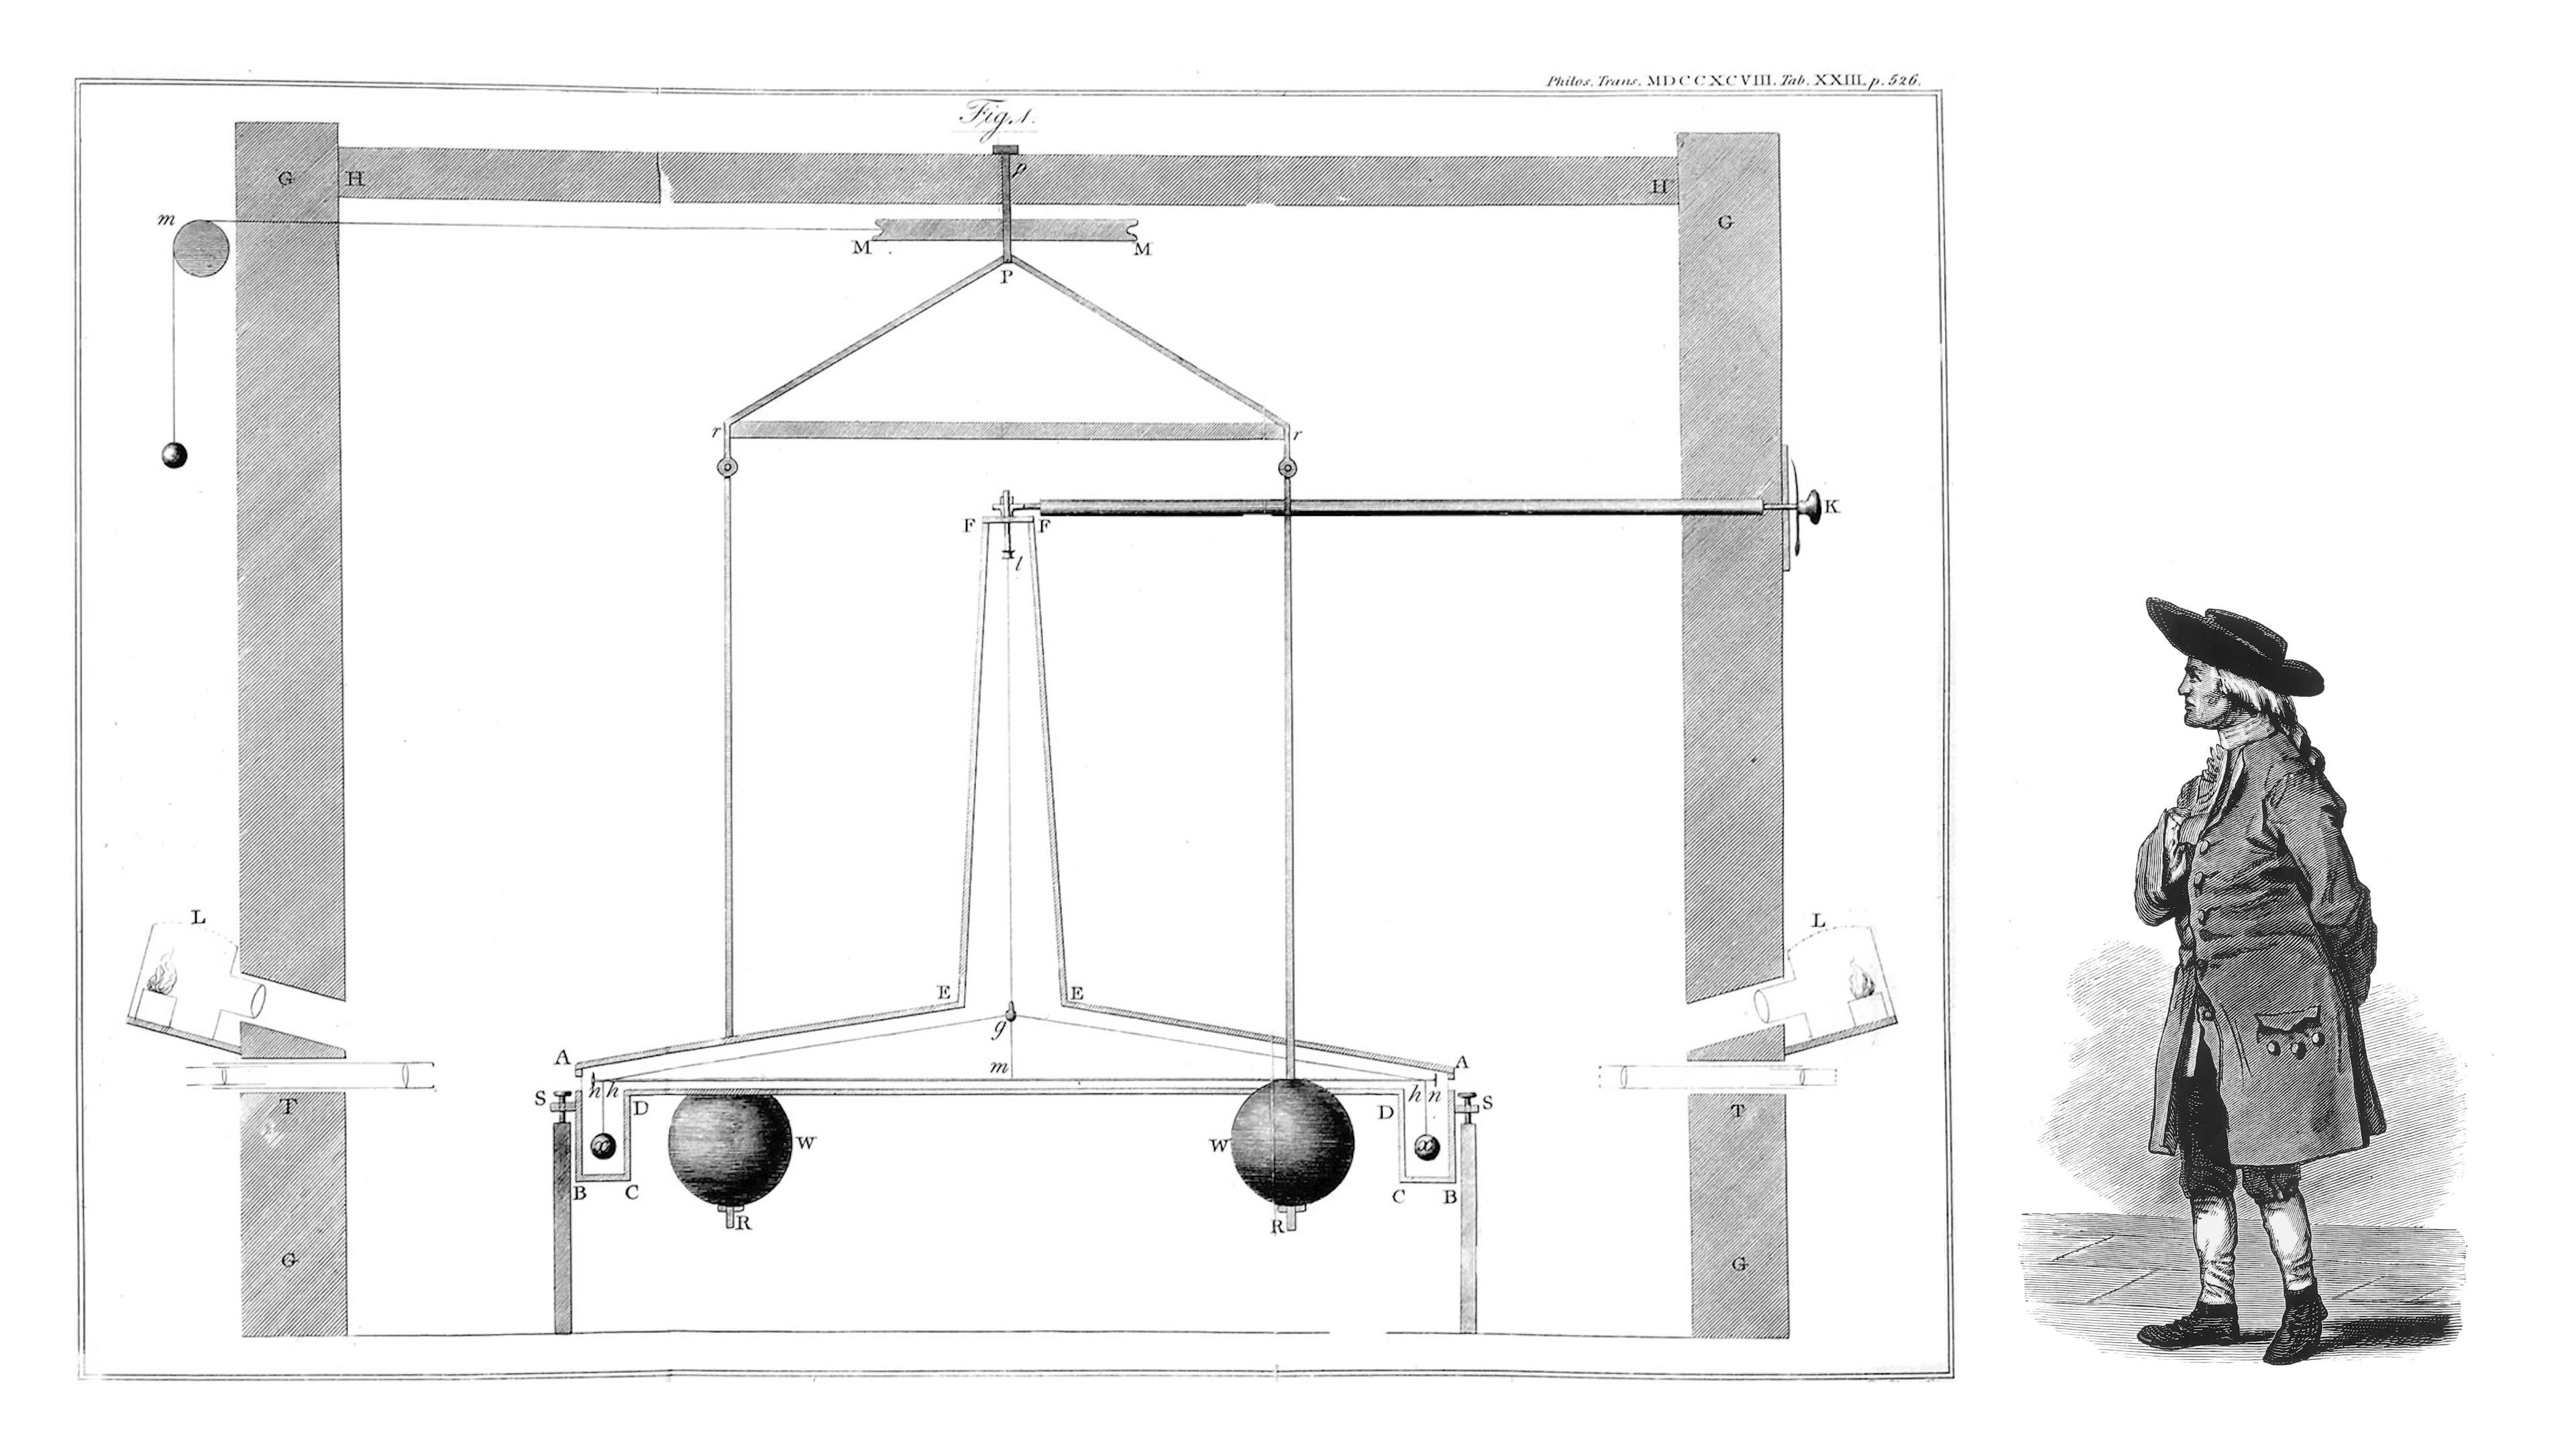 Philos. Trans. MDCCXCVIII. Tab. XXIII. p. 526.
Fig. 1.
G H p H G
m
M M
P
r r
F F K
l
L L
E E
g
A m A
h h h n
S D D S
T T
x W W x
B C C B
R R
G G